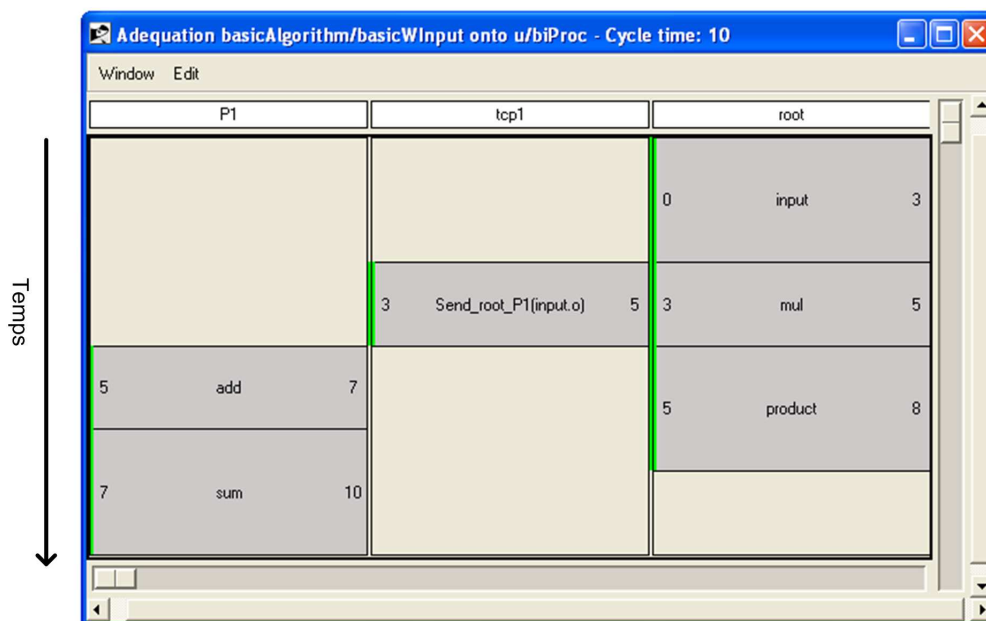 Adequation basicAlgorithm/basicWInput onto u/biProc - Cycle time: 10
Window Edit
P1 tcp1 root
0 input 3
3 Send_root_P1(input.o) 5 3 mul 5
5 add 7
5 product 8
7 sum 10
Temps